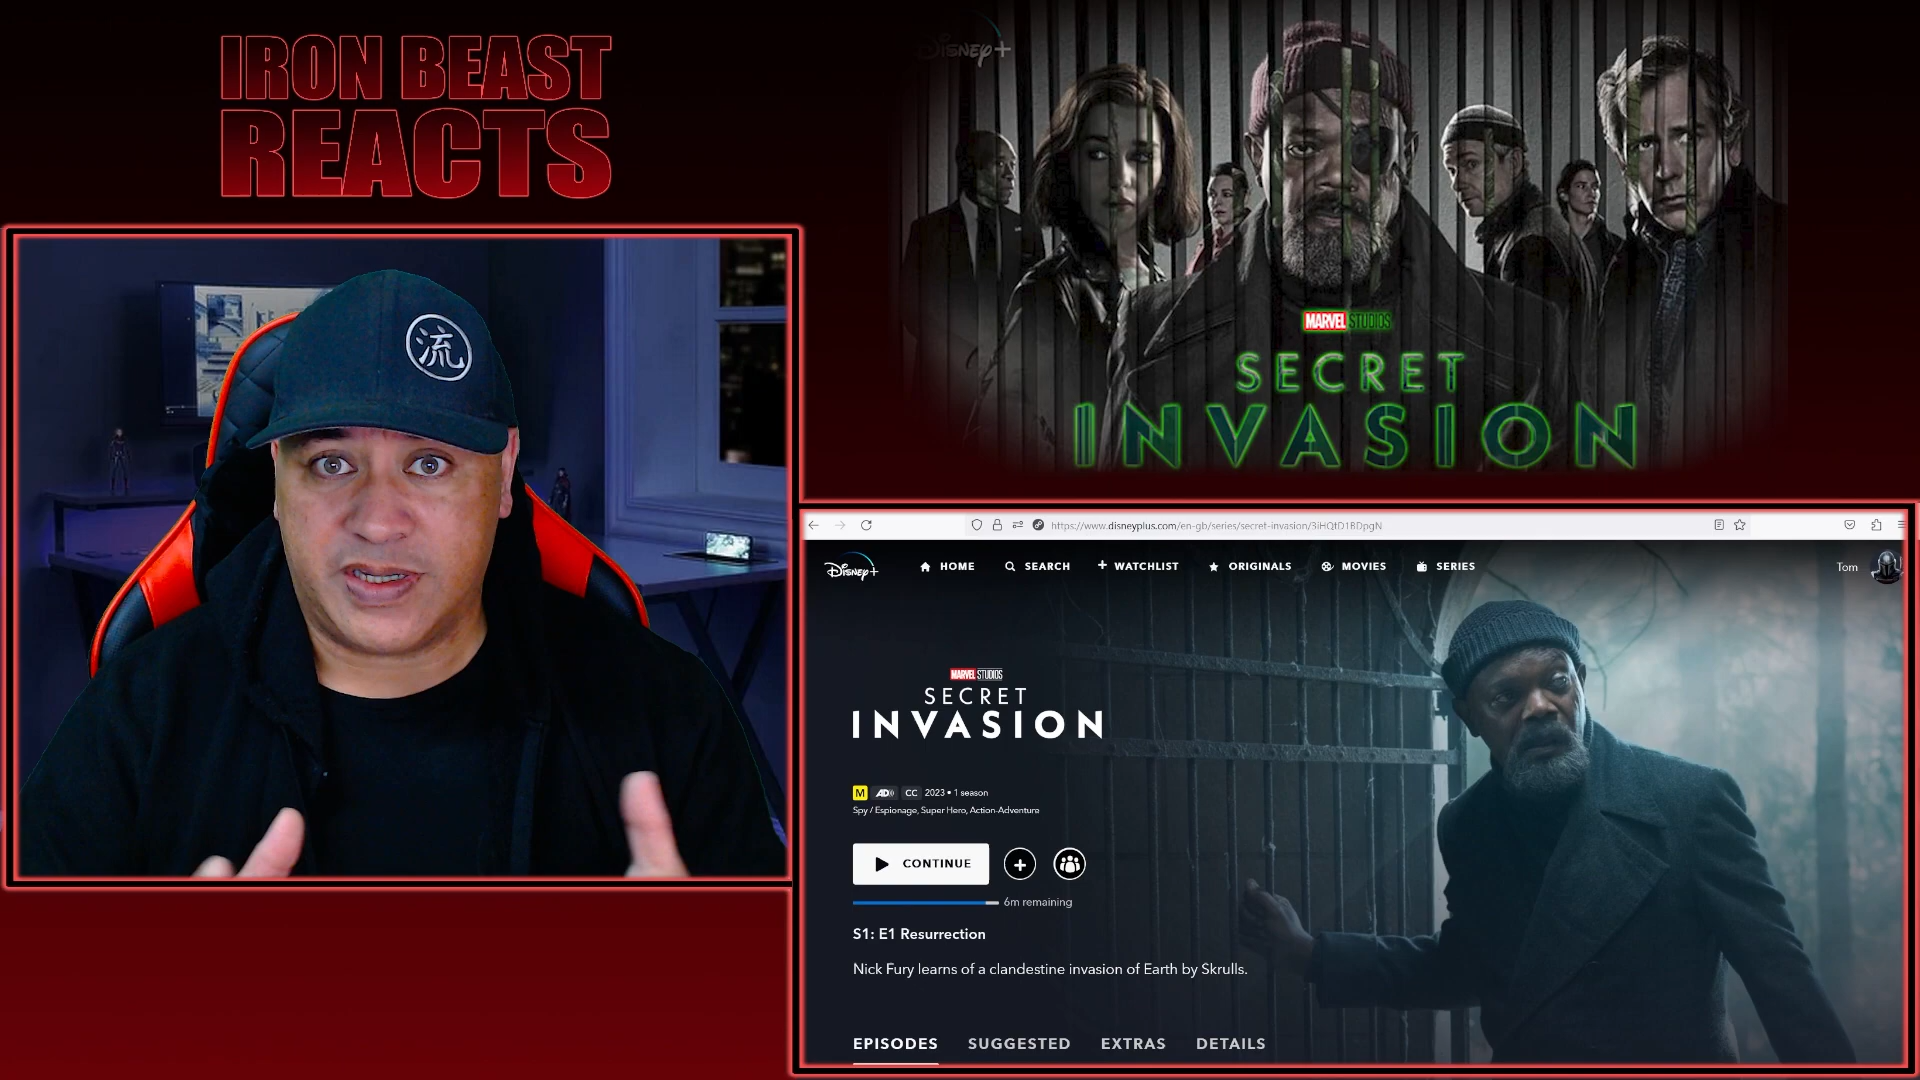 IRON BEAST
REACTS
流
Disney+
MARVEL STUDIOS
SECRET
INVASION
https://www.disneyplus.com/en-gb/series/secret-invasion/3iHQtD1BDpgN
Disney+
HOME
SEARCH
WATCHLIST
ORIGINALS
MOVIES
SERIES
Tom
MARVEL STUDIOS
SECRET
INVASION
M AD CC 2023 • 1 season
Spy / Espionage, Super Hero, Action-Adventure
CONTINUE
6m remaining
S1: E1 Resurrection
Nick Fury learns of a clandestine invasion of Earth by Skrulls.
EPISODES
SUGGESTED
EXTRAS
DETAILS